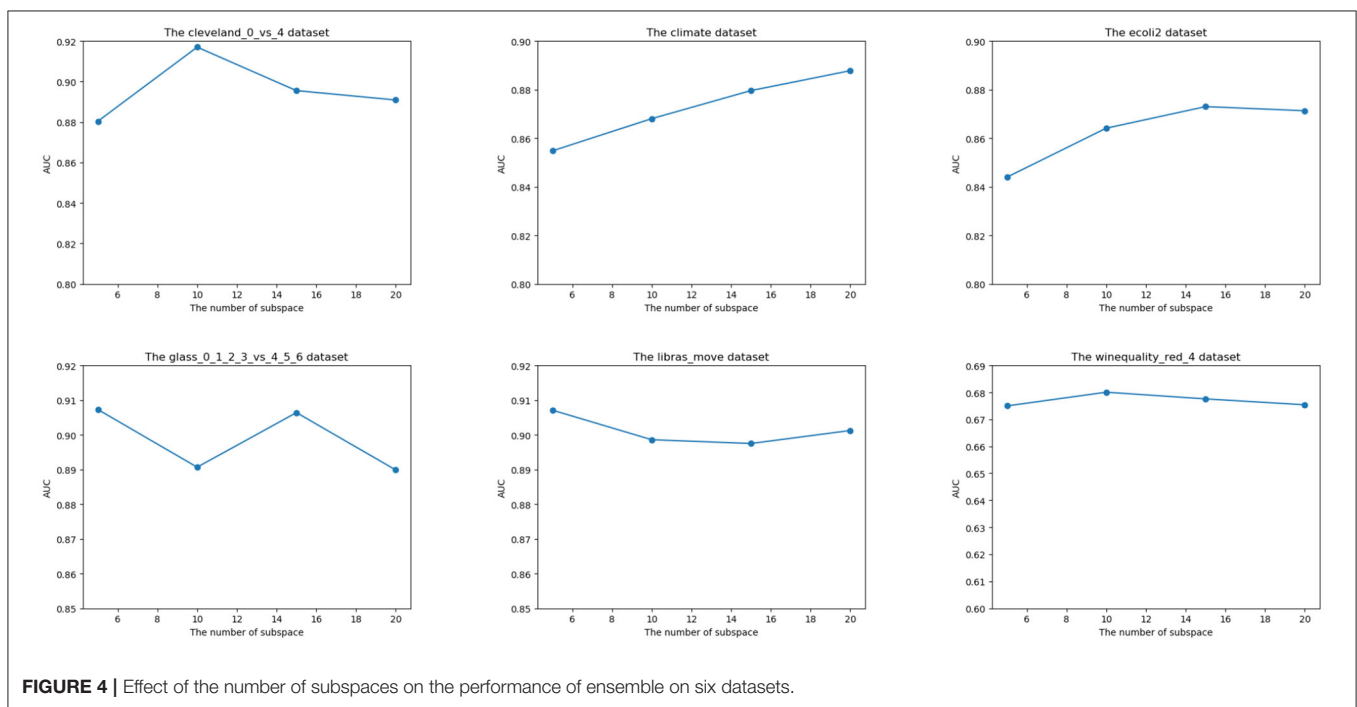 The cleveland_0_vs_4 dataset
0.92
0.90
0.88
0.86
0.84
0.82
0.80
AUC
6 8 10 12 14 16 18 20
The number of subspace
The climate dataset
0.90
0.88
0.86
0.84
0.82
0.80
AUC
6 8 10 12 14 16 18 20
The number of subspace
The ecoli2 dataset
0.90
0.88
0.86
0.84
0.82
0.80
AUC
6 8 10 12 14 16 18 20
The number of subspace
The glass_0_1_2_3_vs_4_5_6 dataset
0.92
0.91
0.90
0.89
0.88
0.87
0.86
0.85
AUC
6 8 10 12 14 16 18 20
The number of subspace
The libras_move dataset
0.92
0.91
0.90
0.89
0.88
0.87
0.86
0.85
AUC
6 8 10 12 14 16 18 20
The number of subspace
The winequality_red_4 dataset
0.69
0.68
0.67
0.66
0.65
0.64
0.63
0.62
0.61
0.60
AUC
6 8 10 12 14 16 18 20
The number of subspace
FIGURE 4 | Effect of the number of subspaces on the performance of ensemble on six datasets.